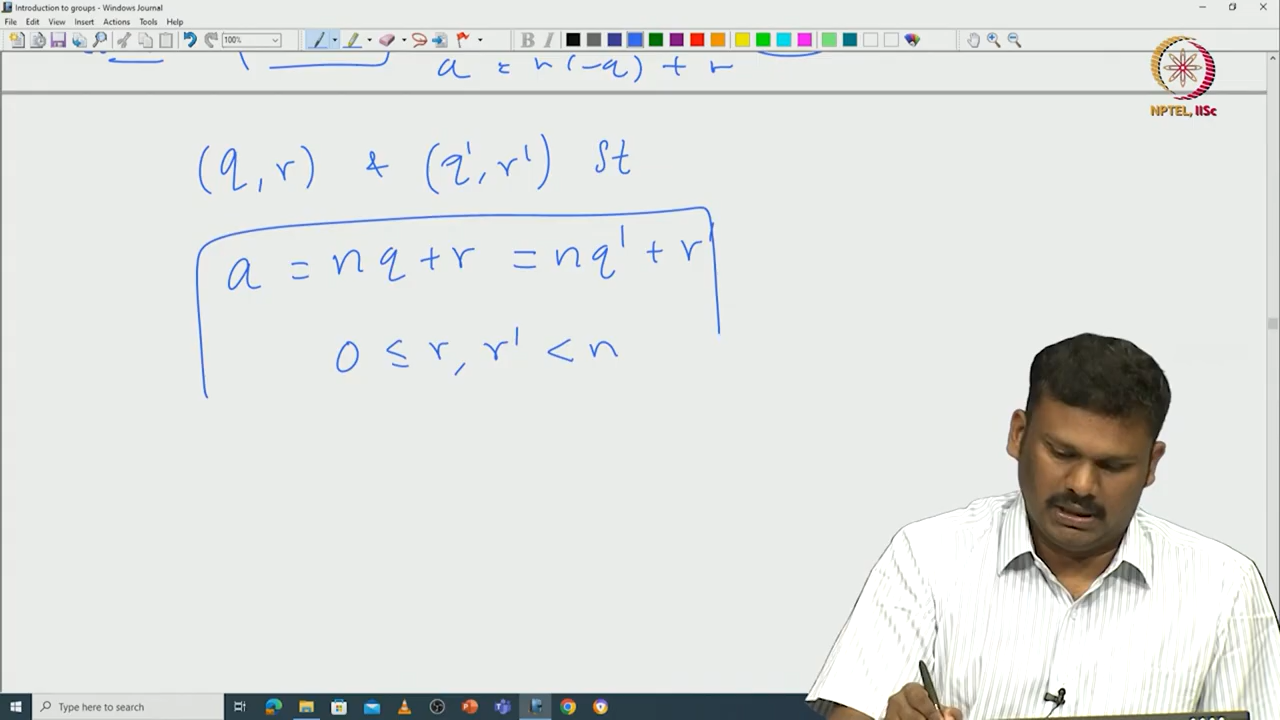 Introduction to groups - Windows Journal
File Edit View Insert Actions Tools Help
100%
B I
a = n(-q) + r
NPTEL, IISc
(q, r) & (q', r') St
a = nq + r = nq' + r'
0 ≤ r, r' < n
Type here to search